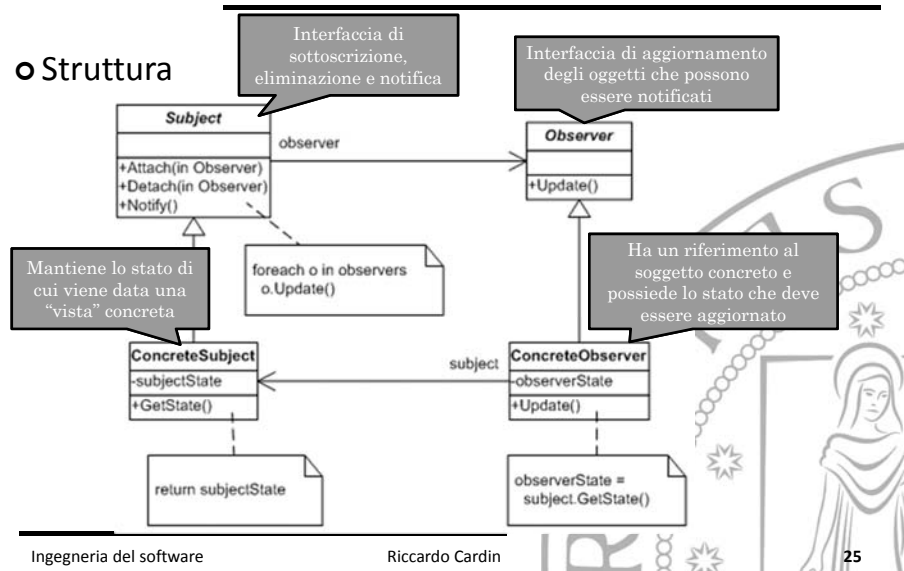 Struttura
Interfaccia di
sottoscrizione,
eliminazione e notifica
Interfaccia di aggiornamento
degli oggetti che possono
essere notificati
Subject
+Attach(in Observer)
+Detach(in Observer)
+Notify()
observer
Observer
+Update()
foreach o in observers
o.Update()
Mantiene lo stato di
cui viene data una
“vista” concreta
Ha un riferimento al
soggetto concreto e
possiede lo stato che deve
essere aggiornato
ConcreteSubject
-subjectState
+GetState()
subject
ConcreteObserver
-observerState
+Update()
return subjectState
observerState =
subject.GetState()
Ingegneria del software
Riccardo Cardin
25